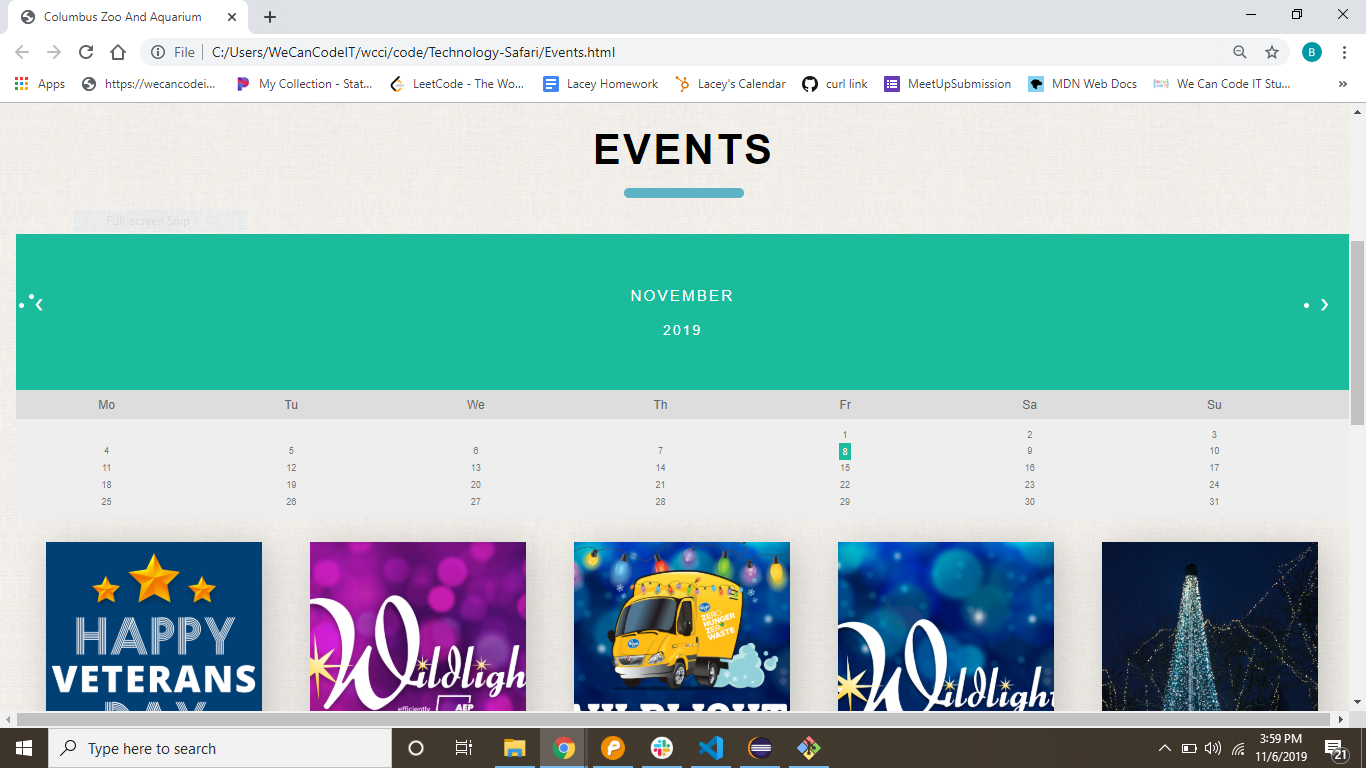 Columbus Zoo And Aquarium
File
C:/Users/WeCanCodeIT/wcci/code/Technology-Safari/Events.html
B
Apps
https://wecancodei...
My Collection - Stat...
LeetCode - The Wo...
Lacey Homework
Lacey's Calendar
curl link
MeetUpSubmission
MDN Web Docs
We Can Code IT Stu...
EVENTS
Full-screen Snip
NOVEMBER
2019
Mo Tu We Th Fr Sa Su
1 2 3
4 5 6 7 8 9 10
11 12 13 14 15 16 17
18 19 20 21 22 23 24
25 26 27 28 29 30 31
HAPPY
VETERANS
DAY
Wildligh
efficiently
AEP
ZERO
HUNGER
ZERO
WASTE
WILDLIGHT
Wildlight
Type here to search
3:59 PM
11/6/2019
21